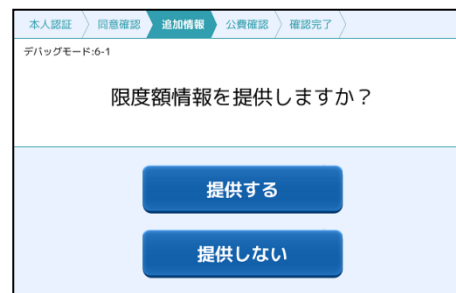 本人認証 同意確認 追加情報 公費確認 確認完了
デバッグモード:6-1
限度額情報を提供しますか？
提供する
提供しない